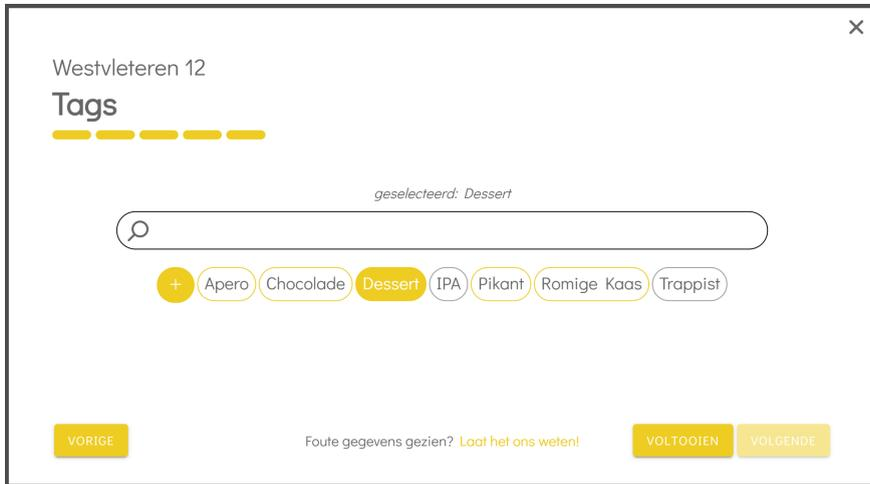 Westvleteren 12
Tags
geselecteerd: Dessert
+ Apero Chocolade Dessert IPA Pikant Romige Kaas Trappist
VORIGE Foute gegevens gezien? Laat het ons weten! VOLTOOIEN VOLGENDE